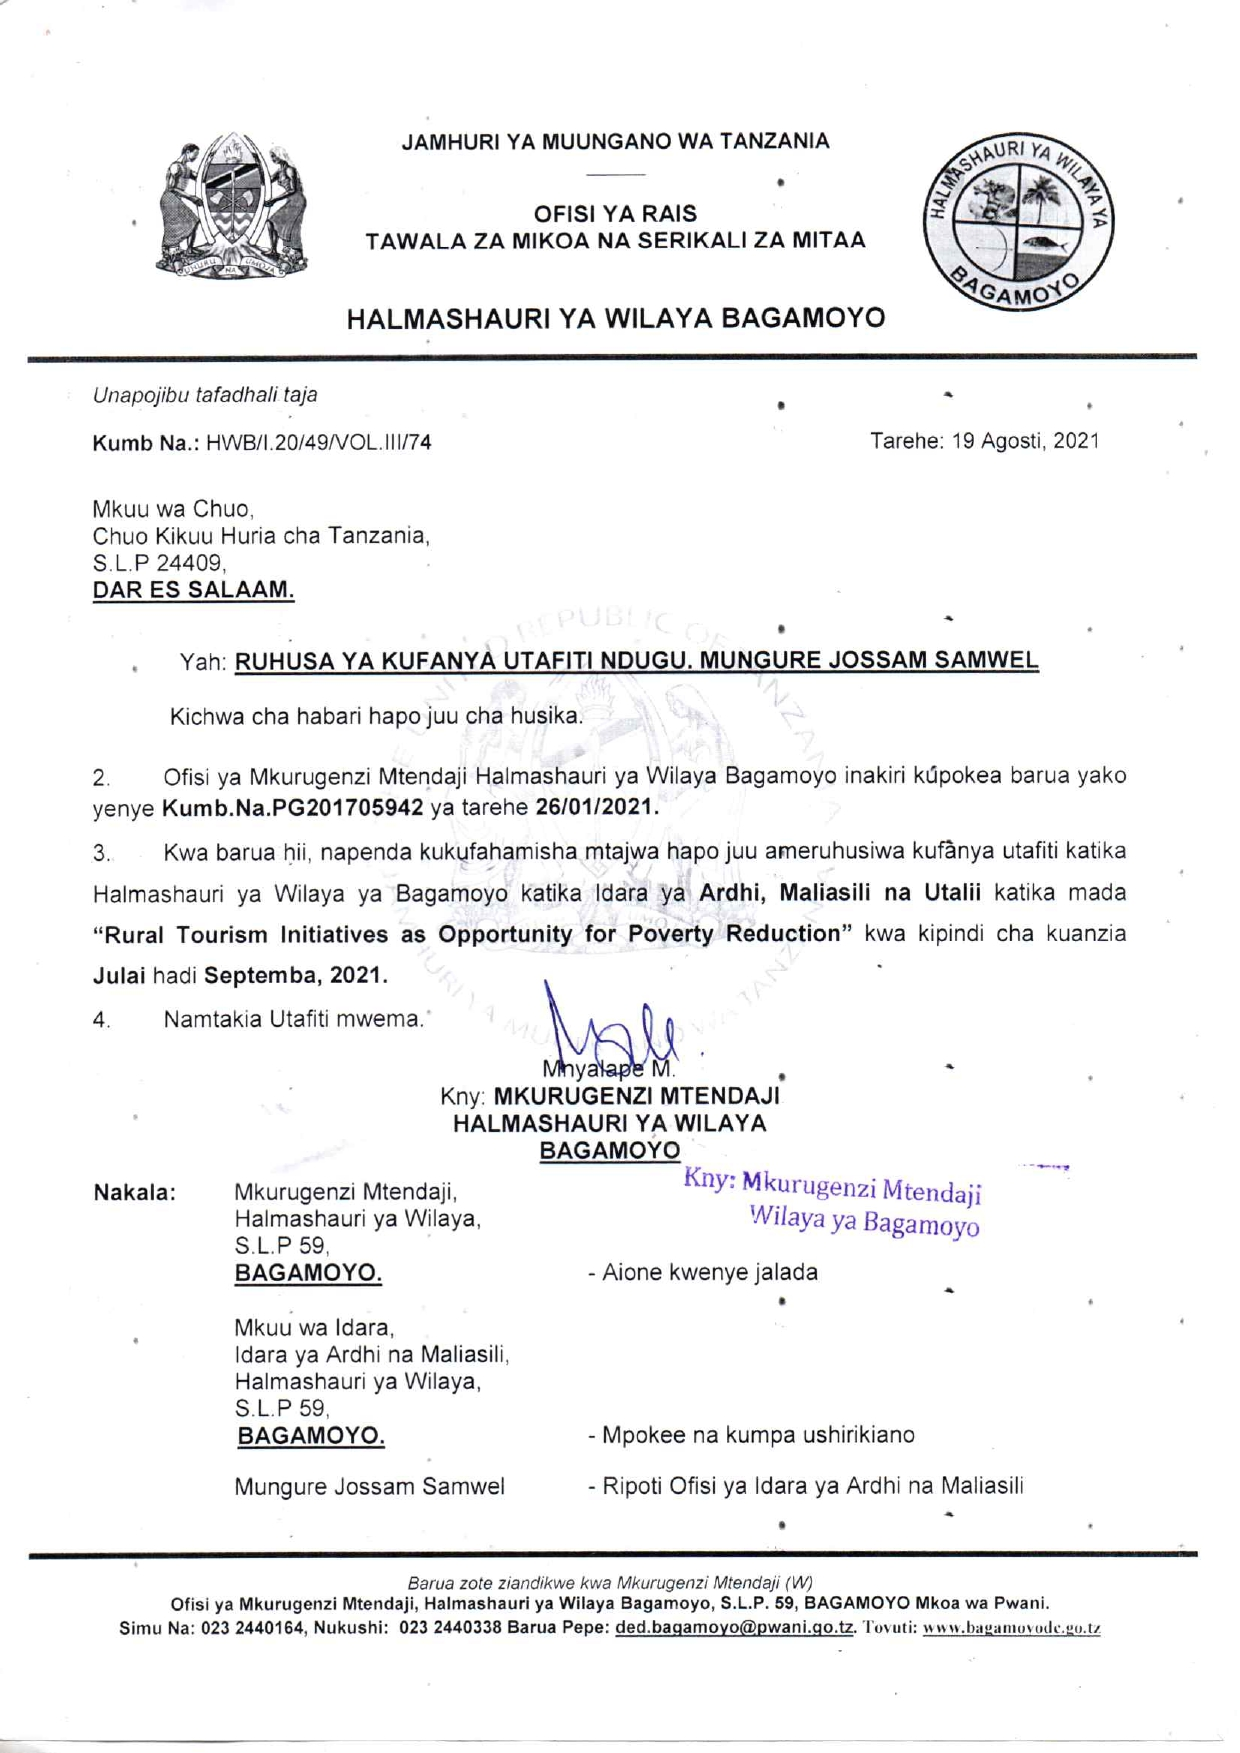 JAMHURI YA MUUNGANO WA TANZANIA
OFISI YA RAIS
TAWALA ZA MIKOA NA SERIKALI ZA MITAA
HALMASHAURI YA WILAYA BAGAMOYO
UHURU NA UMOJA
HALMASHAURI YA WILAYA YA
BAGAMOYO
Unapojibu tafadhali taja
Kumb Na.: HWB/I.20/49/VOL.III/74
Tarehe: 19 Agosti, 2021
Mkuu wa Chuo,
Chuo Kikuu Huria cha Tanzania,
S.L.P 24409,
DAR ES SALAAM.
Yah: RUHUSA YA KUFANYA UTAFITI NDUGU. MUNGURE JOSSAM SAMWEL
Kichwa cha habari hapo juu cha husika.
2. Ofisi ya Mkurugenzi Mtendaji Halmashauri ya Wilaya Bagamoyo inakiri kupokea barua yako
yenye Kumb.Na.PG201705942 ya tarehe 26/01/2021.
3. Kwa barua hii, napenda kukufahamisha mtajwa hapo juu ameruhusiwa kufanya utafiti katika
Halmashauri ya Wilaya ya Bagamoyo katika Idara ya Ardhi, Maliasili na Utalii katika mada
“Rural Tourism Initiatives as Opportunity for Poverty Reduction” kwa kipindi cha kuanzia
Julai hadi Septemba, 2021.
4. Namtakia Utafiti mwema.
Mnyalape M.
Kny: MKURUGENZI MTENDAJI
HALMASHAURI YA WILAYA
BAGAMOYO
Kny: Mkurugenzi Mtendaji
Wilaya ya Bagamoyo
Nakala: Mkurugenzi Mtendaji,
Halmashauri ya Wilaya,
S.L.P 59,
BAGAMOYO. - Aione kwenye jalada
Mkuu wa Idara,
Idara ya Ardhi na Maliasili,
Halmashauri ya Wilaya,
S.L.P 59,
BAGAMOYO. - Mpokee na kumpa ushirikiano
Mungure Jossam Samwel - Ripoti Ofisi ya Idara ya Ardhi na Maliasili
Barua zote ziandikwe kwa Mkurugenzi Mtendaji (W)
Ofisi ya Mkurugenzi Mtendaji, Halmashauri ya Wilaya Bagamoyo, S.L.P. 59, BAGAMOYO Mkoa wa Pwani.
Simu Na: 023 2440164, Nukushi: 023 2440338 Barua Pepe: ded.bagamoyo@pwani.go.tz. Tovuti: www.bagamoyodc.go.tz